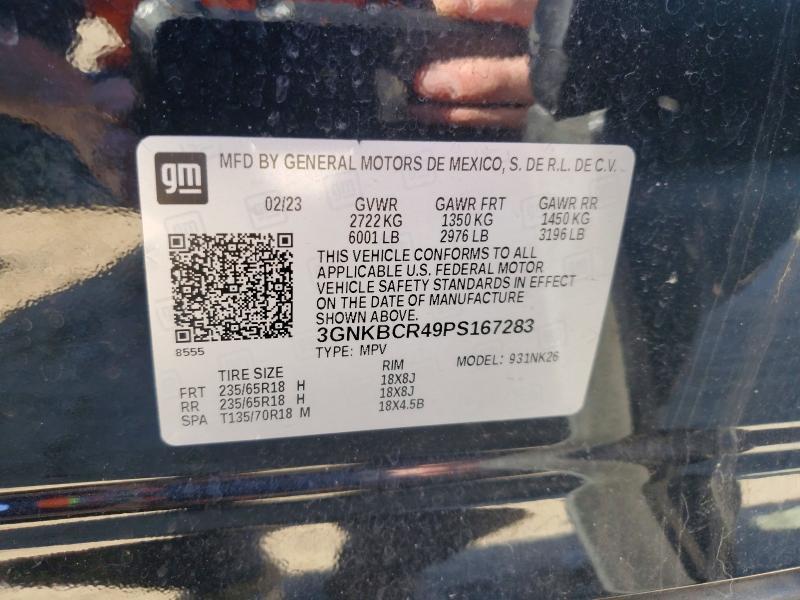 gm
MFD BY GENERAL MOTORS DE MEXICO, S. DE R.L. DE C.V.
02/23 GVWR GAWR FRT GAWR RR
2722 KG 1350 KG 1450 KG
6001 LB 2976 LB 3196 LB
THIS VEHICLE CONFORMS TO ALL
APPLICABLE U.S. FEDERAL MOTOR
VEHICLE SAFETY STANDARDS IN EFFECT
ON THE DATE OF MANUFACTURE
SHOWN ABOVE.
3GNKBCR49PS167283
8555
TYPE: MPV MODEL: 931NK26
TIRE SIZE RIM
FRT 235/65R18 H 18X8J
RR 235/65R18 H 18X8J
SPA T135/70R18 M 18X4.5B